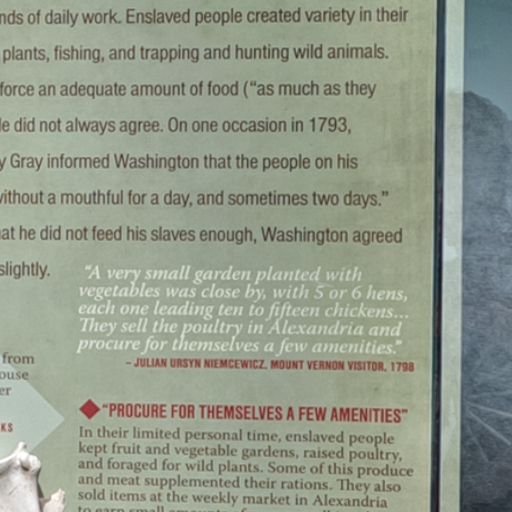 nds of daily work. Enslaved people created variety in their
plants, fishing, and trapping and hunting wild animals.
force an adequate amount of food (“as much as they
le did not always agree. On one occasion in 1793,
y Gray informed Washington that the people on his
without a mouthful for a day, and sometimes two days.”
at he did not feed his slaves enough, Washington agreed
slightly.
“A very small garden planted with
vegetables was close by, with 5 or 6 hens,
each one leading ten to fifteen chickens...
They sell the poultry in Alexandria and
procure for themselves a few amenities.”
– JULIAN URSYN NIEMCEWICZ, MOUNT VERNON VISITOR, 1798
from
ouse
er
KS
“PROCURE FOR THEMSELVES A FEW AMENITIES”
In their limited personal time, enslaved people
kept fruit and vegetable gardens, raised poultry,
and foraged for wild plants. Some of this produce
and meat supplemented their rations. They also
sold items at the weekly market in Alexandria
to earn small